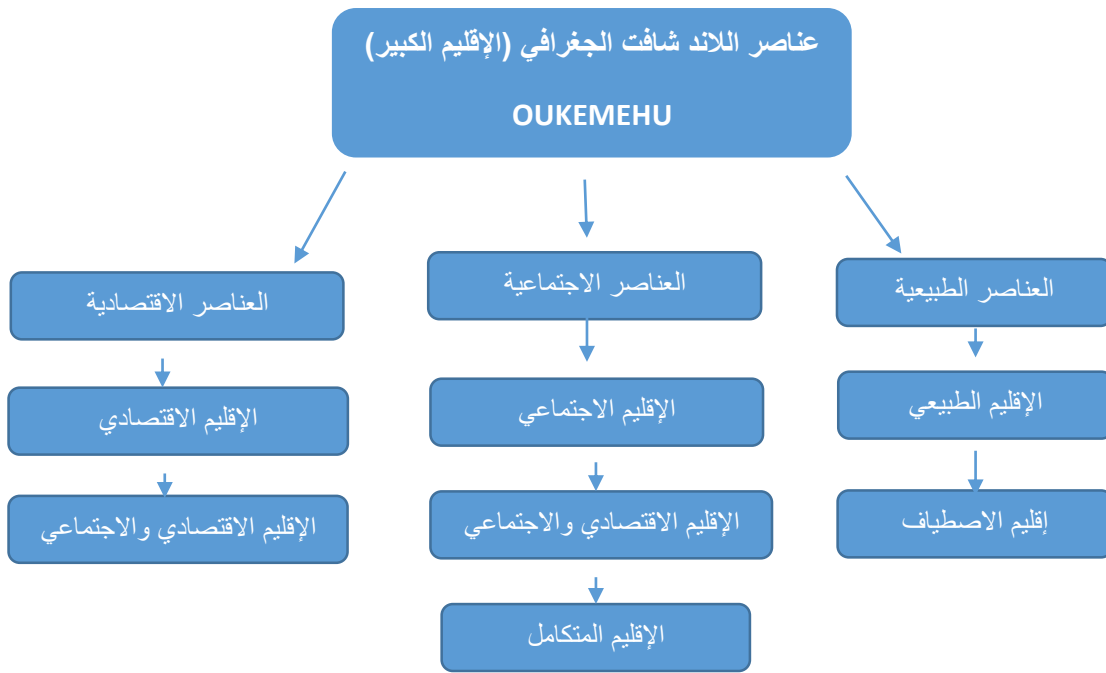 عناصر اللاند شافت الجغرافي (الإقليم الكبير)
OUKEMEHU
العناصر الطبيعية
العناصر الاجتماعية
العناصر الاقتصادية
الإقليم الطبيعي
الإقليم الاجتماعي
الإقليم الاقتصادي
إقليم الاصطياف
الإقليم الاقتصادي والاجتماعي
الإقليم الاقتصادي والاجتماعي
الإقليم المتكامل